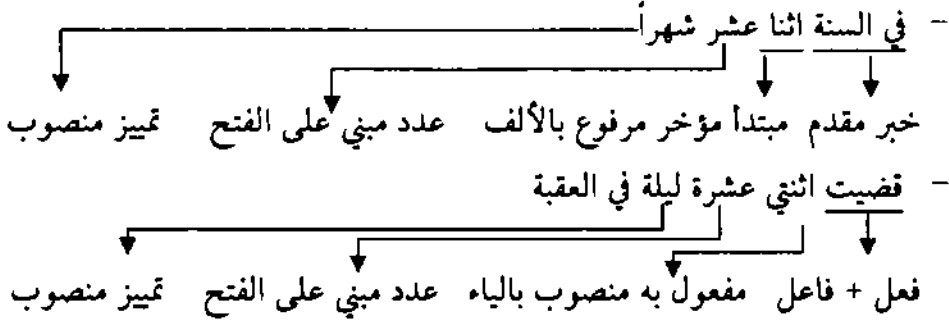 - في السنة اثنا عشر شهراً
خبر مقدم مبتدأ مؤخر مرفوع بالألف عدد مبني على الفتح تمييز منصوب
- قضيت اثنتي عشرة ليلة في العقبة
فعل + فاعل مفعول به منصوب بالياء عدد مبني على الفتح تمييز منصوب